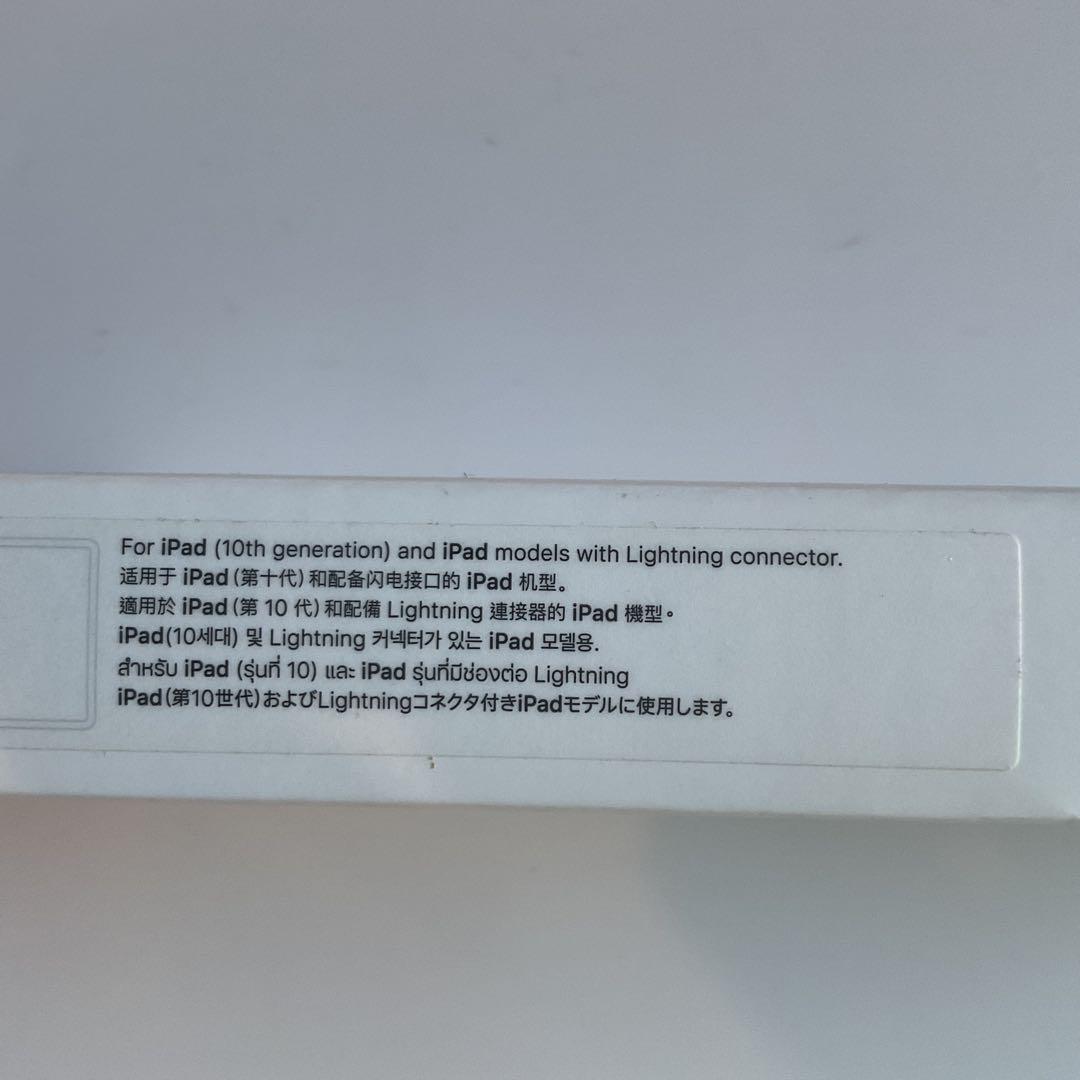 For iPad (10th generation) and iPad models with Lightning connector.
适用于 iPad（第十代）和配备闪电接口的 iPad 机型。
適用於 iPad（第 10 代）和配備 Lightning 連接器的 iPad 機型。
iPad(10세대) 및 Lightning 커넥터가 있는 iPad 모델용.
สำหรับ iPad (รุ่นที่ 10) และ iPad รุ่นที่มีช่องต่อ Lightning
iPad（第10世代）およびLightningコネクタ付きiPadモデルに使用します。